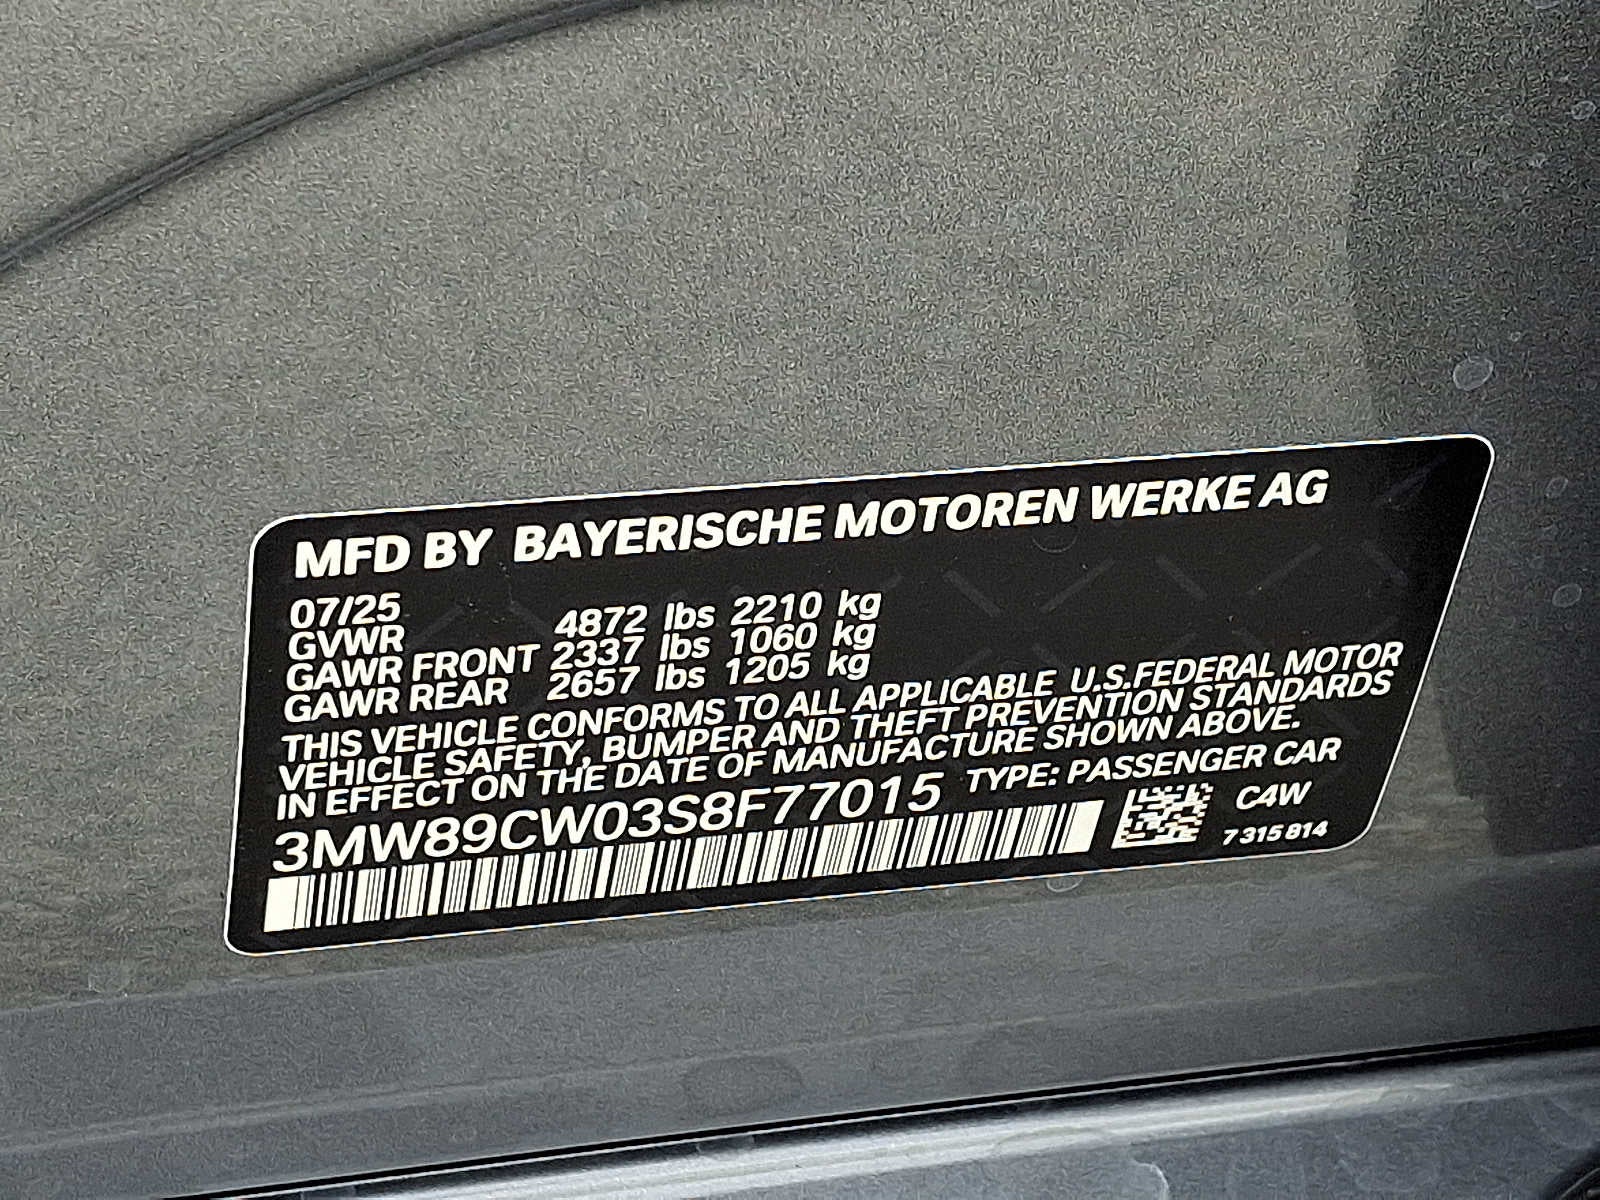 MFD BY BAYERISCHE MOTOREN WERKE AG
07/25
GVWR 4872 lbs 2210 kg
GAWR FRONT 2337 lbs 1060 kg
GAWR REAR 2657 lbs 1205 kg
THIS VEHICLE CONFORMS TO ALL APPLICABLE U.S.FEDERAL MOTOR
VEHICLE SAFETY, BUMPER AND THEFT PREVENTION STANDARDS
IN EFFECT ON THE DATE OF MANUFACTURE SHOWN ABOVE.
3MW89CW03S8F77015 TYPE: PASSENGER CAR
C4W
7 315 814